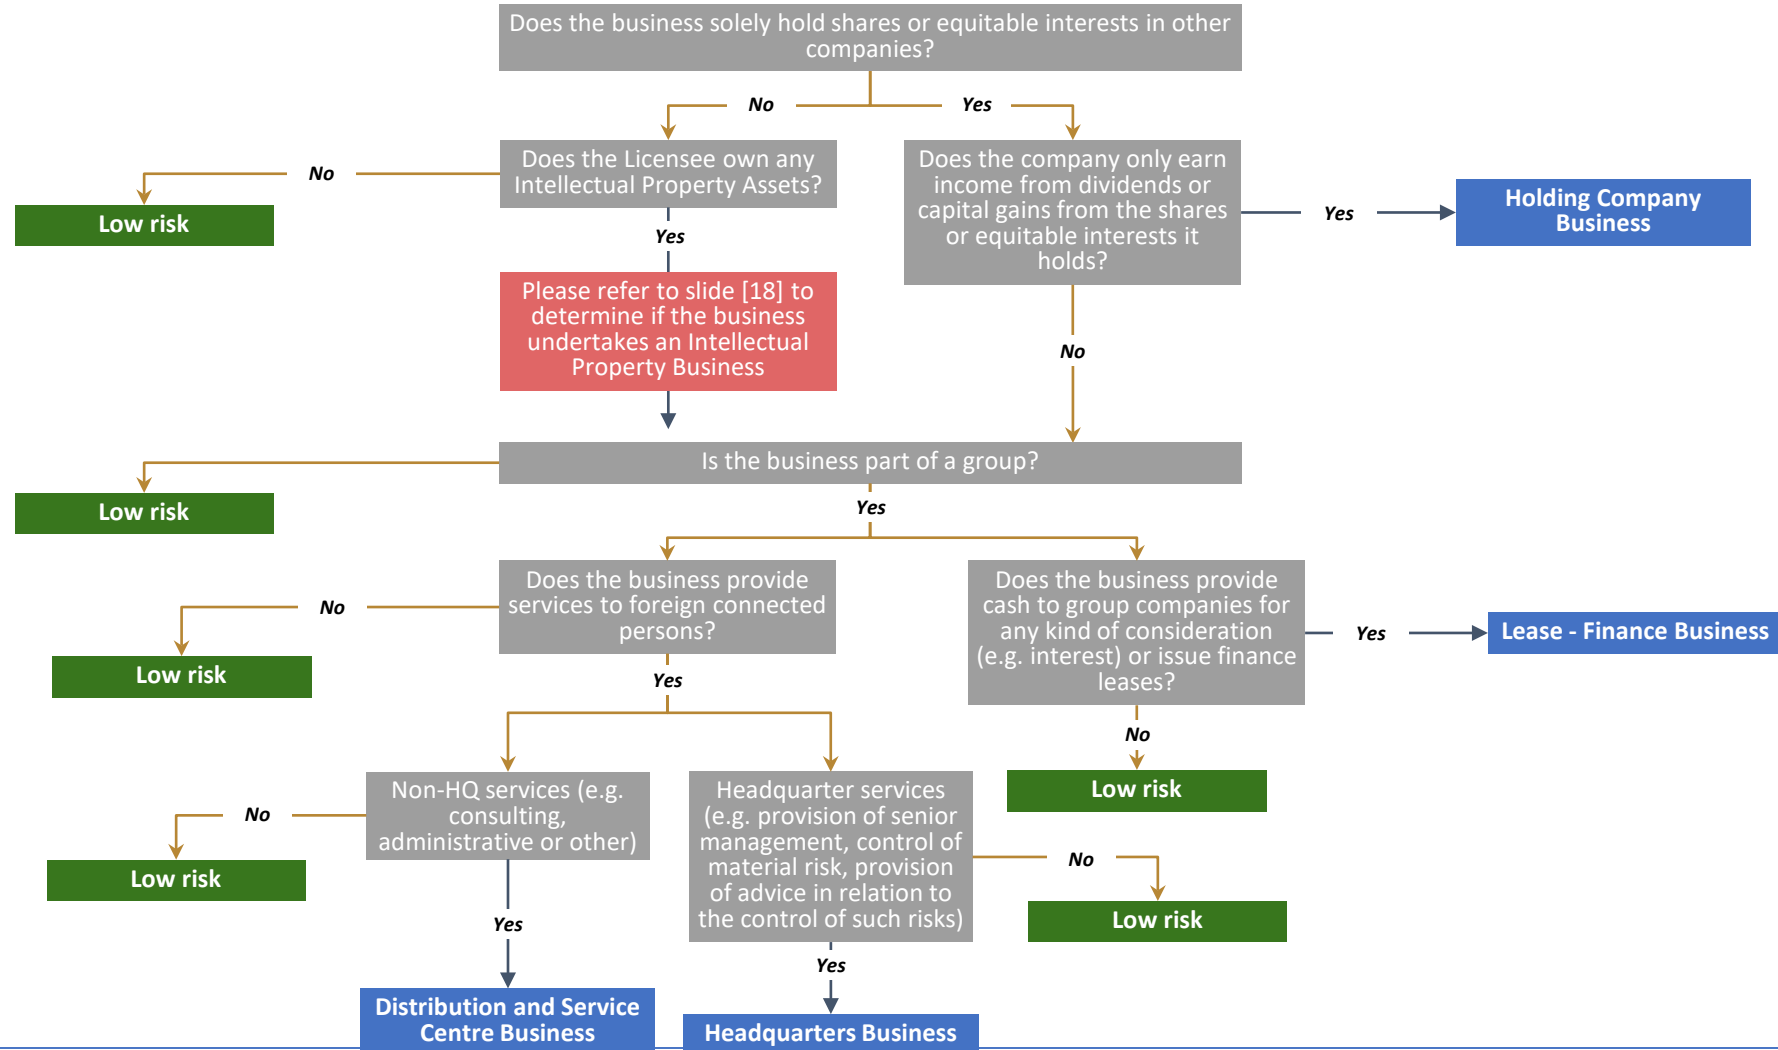 Does the business solely hold shares or equitable interests in other
companies?
No
Yes
Does the Licensee own any
Intellectual Property Assets?
No
Low risk
Yes
Does the company only earn
income from dividends or
capital gains from the shares
or equitable interests it
holds?
Yes
Holding Company
Business
Please refer to slide [18] to
determine if the business
undertakes an Intellectual
Property Business
No
Is the business part of a group?
Low risk
Yes
Does the business provide
services to foreign connected
persons?
No
Low risk
Does the business provide
cash to group companies for
any kind of consideration
(e.g. interest) or issue finance
leases?
Yes
Lease - Finance Business
Yes
No
Low risk
Non-HQ services (e.g.
consulting,
administrative or other)
No
Low risk
Headquarter services
(e.g. provision of senior
management, control of
material risk, provision
of advice in relation to
the control of such risks)
No
Low risk
Yes
Yes
Distribution and Service
Centre Business
Headquarters Business